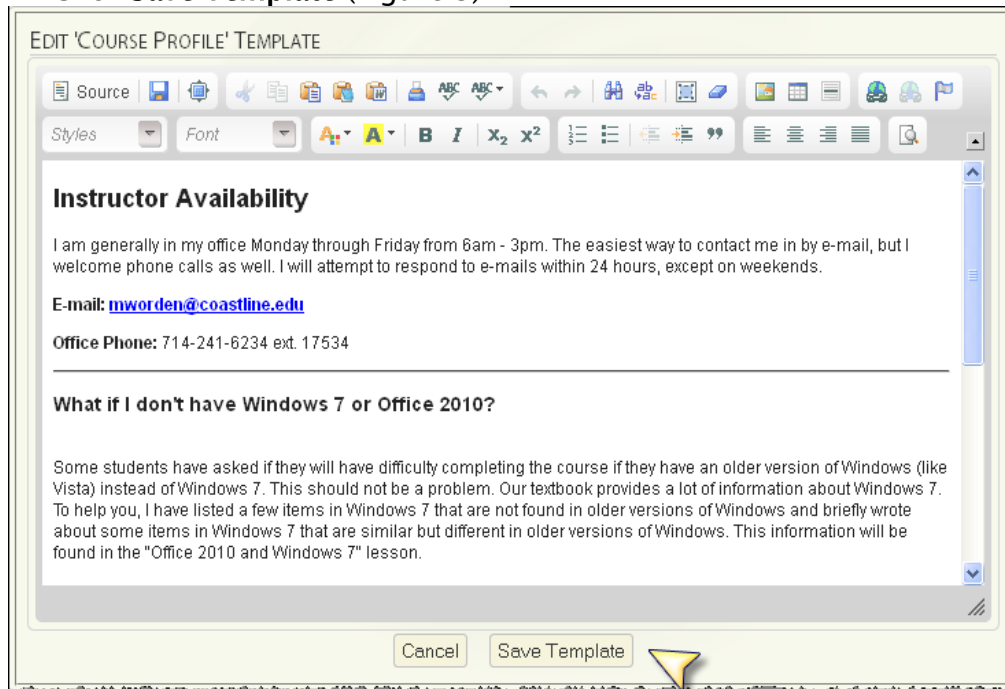 Save Template
EDIT 'COURSE PROFILE' TEMPLATE
Source ABC ABC
Styles Font A A B I X₂ X²
Instructor Availability
I am generally in my office Monday through Friday from 6am - 3pm. The easiest way to contact me in by e-mail, but I
welcome phone calls as well. I will attempt to respond to e-mails within 24 hours, except on weekends.
E-mail: mworden@coastline.edu
Office Phone: 714-241-6234 ext. 17534
What if I don't have Windows 7 or Office 2010?
Some students have asked if they will have difficulty completing the course if they have an older version of Windows (like
Vista) instead of Windows 7. This should not be a problem. Our textbook provides a lot of information about Windows 7.
To help you, I have listed a few items in Windows 7 that are not found in older versions of Windows and briefly wrote
about some items in Windows 7 that are similar but different in older versions of Windows. This information will be
found in the "Office 2010 and Windows 7" lesson.
Cancel Save Template